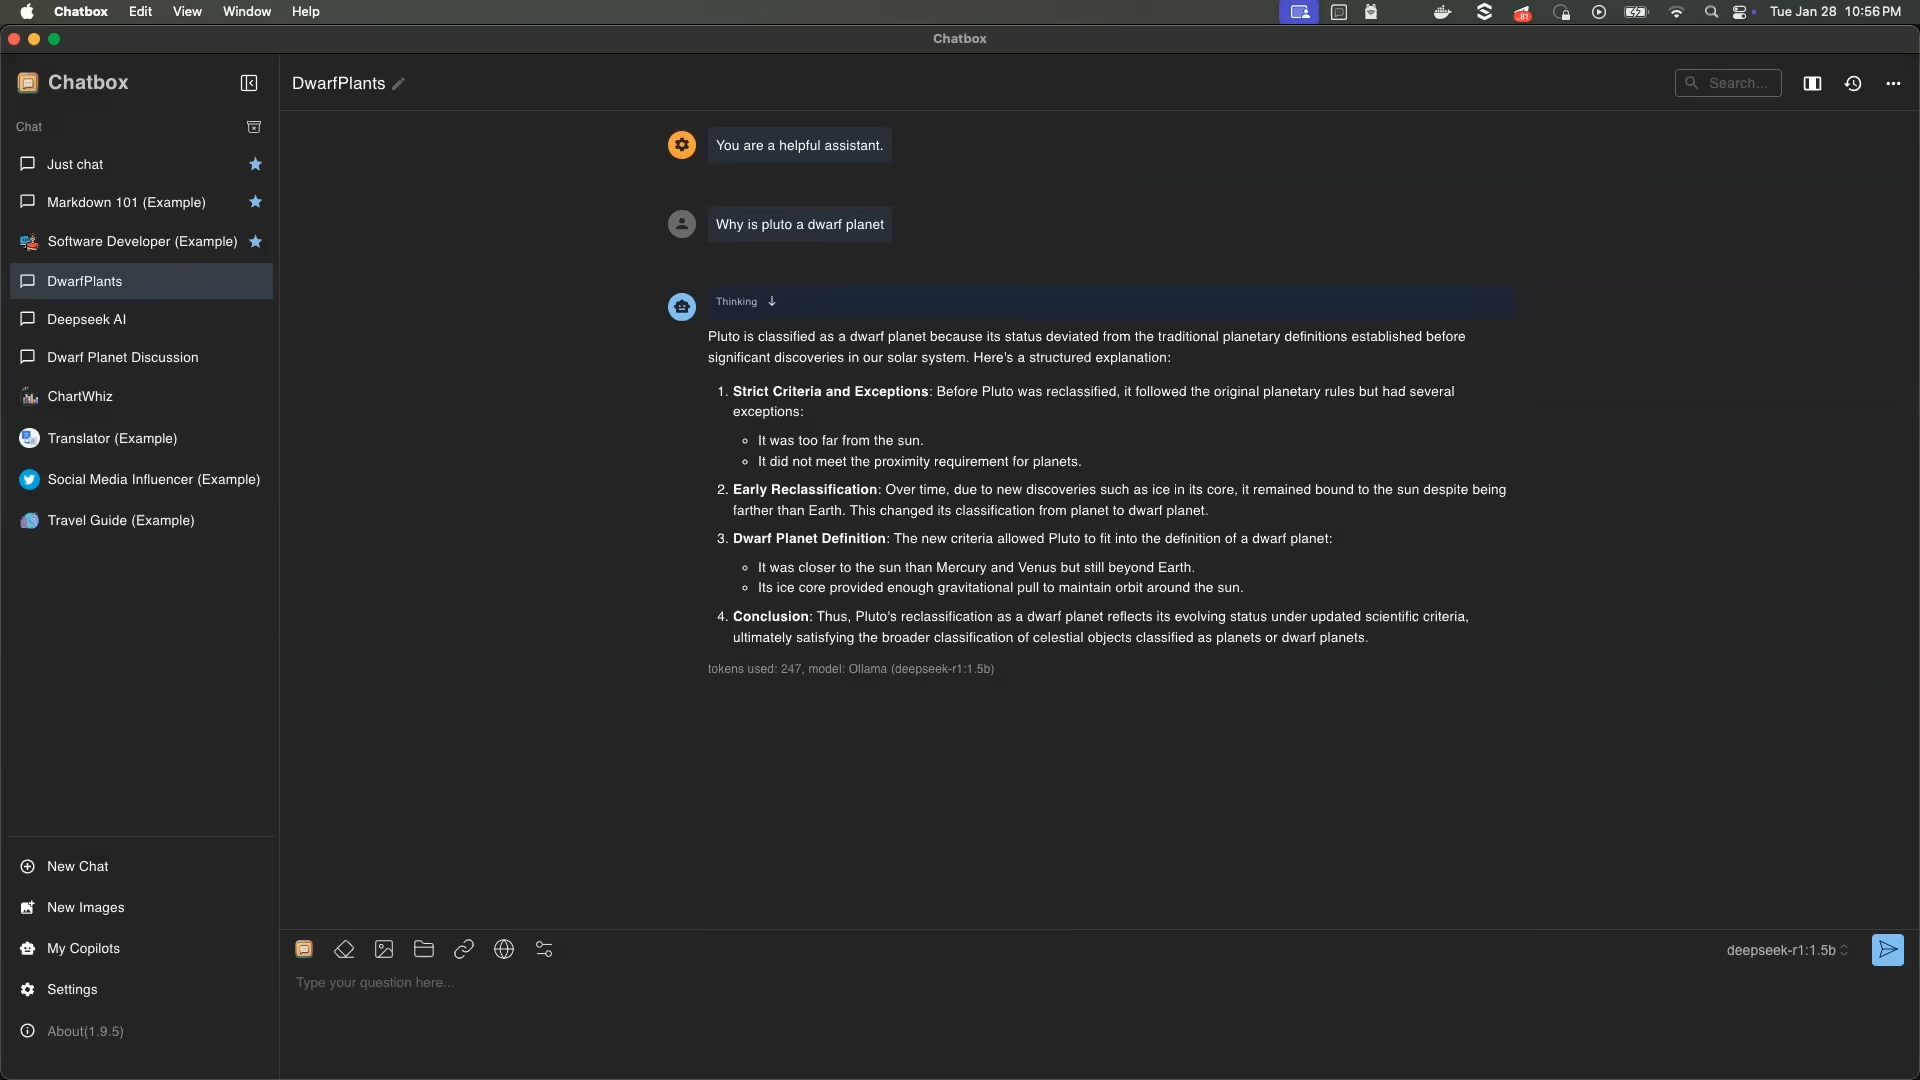 Chatbox Edit View Window Help
.81
Tue Jan 28 10:56 PM
Chatbox
Chatbox
Chat
Just chat
Markdown 101 (Example)
Software Developer (Example)
DwarfPlants
Deepseek AI
Dwarf Planet Discussion
ChartWhiz
Translator (Example)
Social Media Influencer (Example)
Travel Guide (Example)
New Chat
New Images
My Copilots
Settings
About(1.9.5)
DwarfPlants
Search...
You are a helpful assistant.
Why is pluto a dwarf planet
Thinking ↓
Pluto is classified as a dwarf planet because its status deviated from the traditional planetary definitions established before
significant discoveries in our solar system. Here's a structured explanation:
1. Strict Criteria and Exceptions: Before Pluto was reclassified, it followed the original planetary rules but had several
exceptions:
◦ It was too far from the sun.
◦ It did not meet the proximity requirement for planets.
2. Early Reclassification: Over time, due to new discoveries such as ice in its core, it remained bound to the sun despite being
farther than Earth. This changed its classification from planet to dwarf planet.
3. Dwarf Planet Definition: The new criteria allowed Pluto to fit into the definition of a dwarf planet:
◦ It was closer to the sun than Mercury and Venus but still beyond Earth.
◦ Its ice core provided enough gravitational pull to maintain orbit around the sun.
4. Conclusion: Thus, Pluto's reclassification as a dwarf planet reflects its evolving status under updated scientific criteria,
ultimately satisfying the broader classification of celestial objects classified as planets or dwarf planets.
tokens used: 247, model: Ollama (deepseek-r1:1.5b)
deepseek-r1:1.5b
Type your question here...